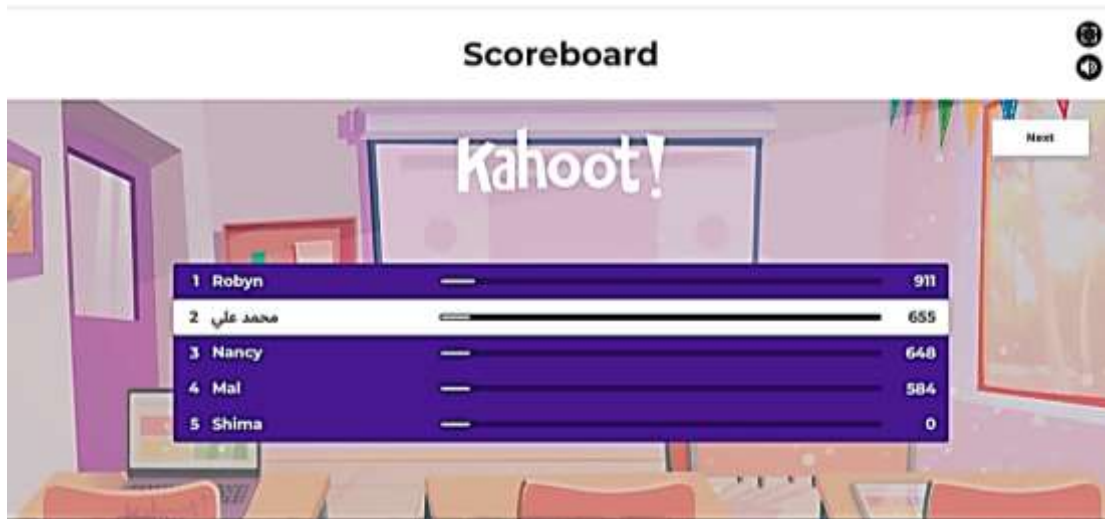 Scoreboard
Next
Kahoot!
1 Robyn 911
2 محمد علي 655
3 Nancy 648
4 Mal 584
5 Shima 0